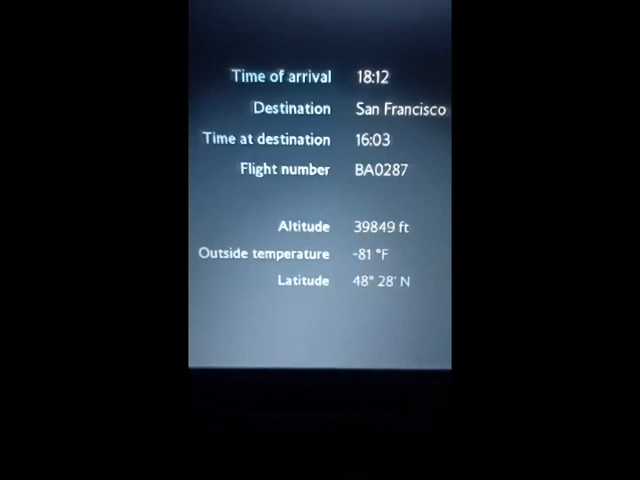 Time of arrival 18:12
Destination San Francisco
Time at destination 16:03
Flight number BA0287
Altitude 39849 ft
Outside temperature -81 °F
Latitude 48° 28' N